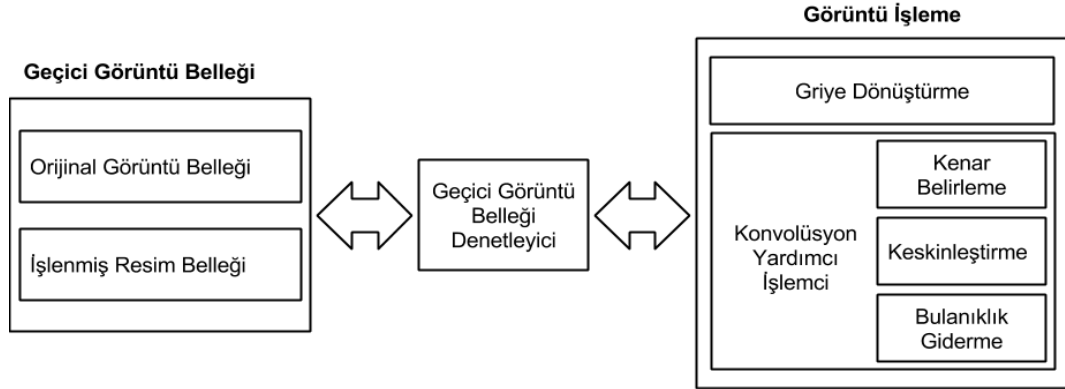 Geçici Görüntü Belleği
Orijinal Görüntü Belleği
İşlenmiş Resim Belleği
Geçici Görüntü
Belleği
Denetleyici
Görüntü İşleme
Griye Dönüştürme
Konvolüsyon
Yardımcı
İşlemci
Kenar
Belirleme
Keskinleştirme
Bulanıklık
Giderme